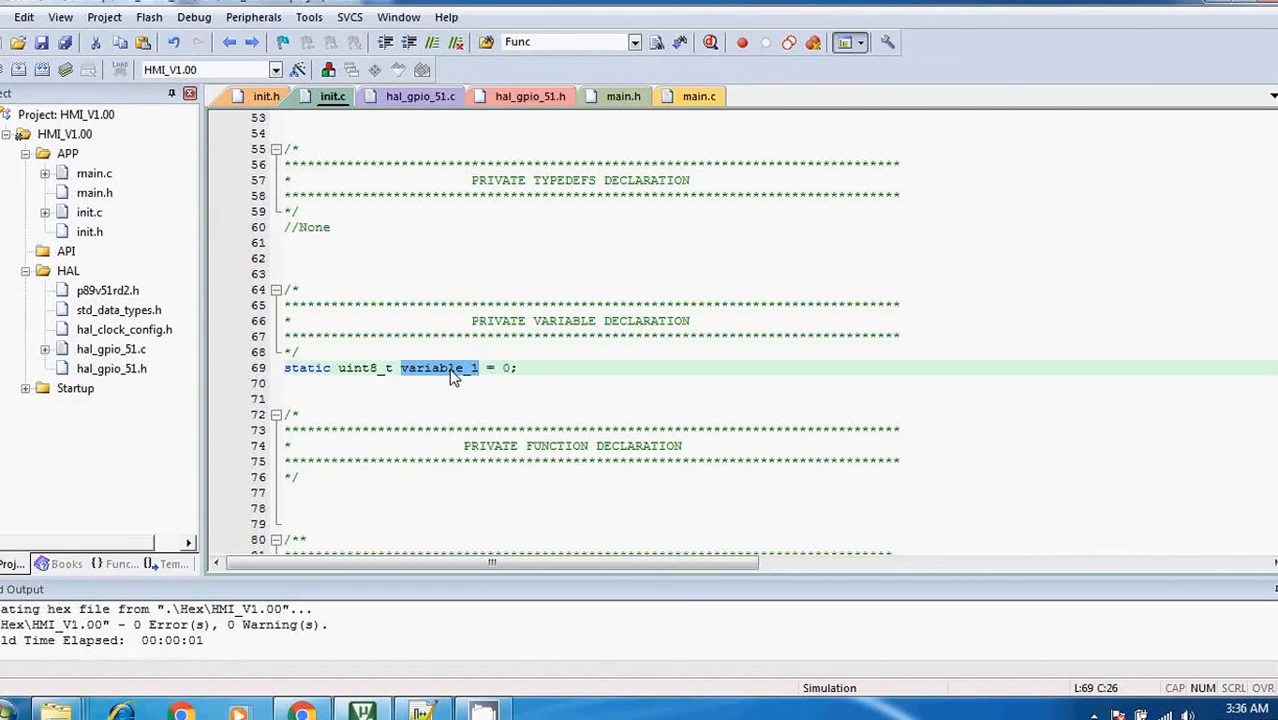 Edit View Project Flash Debug Peripherals Tools SVCS Window Help
Func
LOAD HMI_V1.00
ect
init.h init.c hal_gpio_51.c hal_gpio_51.h main.h main.c
Project: HMI_V1.00
HMI_V1.00
APP
main.c
main.h
init.c
init.h
API
HAL
p89v51rd2.h
std_data_types.h
hal_clock_config.h
hal_gpio_51.c
hal_gpio_51.h
Startup
53
54
55 /*
56 *******************************************************************************
57 * PRIVATE TYPEDEFS DECLARATION
58 *******************************************************************************
59 */
60 //None
61
62
63
64 /*
65 *******************************************************************************
66 * PRIVATE VARIABLE DECLARATION
67 *******************************************************************************
68 */
69 static uint8_t variable_1 = 0;
70
71
72 /*
73 *******************************************************************************
74 * PRIVATE FUNCTION DECLARATION
75 *******************************************************************************
76 */
77
78
79
80 /**
Proj... Books {} Func... Tem...
d Output
ating hex file from ".\Hex\HMI_V1.00"...
Hex\HMI_V1.00" - 0 Error(s), 0 Warning(s).
ld Time Elapsed: 00:00:01
Simulation L:69 C:26 CAP NUM SCRL OVR
3:36 AM